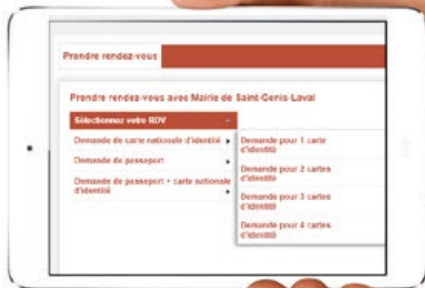 Prendre rendez-vous
Prendre rendez-vous avec Mairie de Saint-Genis-Laval
Sélectionnez votre RDV
Demande de carte nationale d'identité
Demande de passeport
Demande de passeport + carte nationale
d'identité
Demande pour 1 carte
d'identité
Demande pour 2 cartes
d'identité
Demande pour 3 cartes
d'identité
Demande pour 4 cartes
d'identité